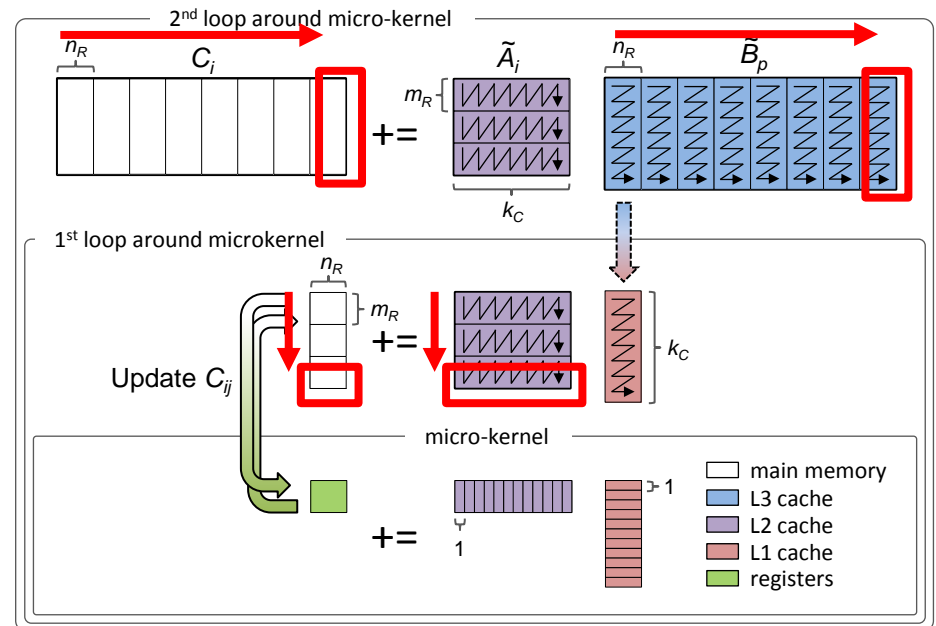 2nd loop around micro-kernel
nR
Ci
Ãi
nR
B̃p
mR
+=
kC
1st loop around microkernel
nR
mR
+=
kC
Update Cij
micro-kernel
+=
1
1
main memory
L3 cache
L2 cache
L1 cache
registers